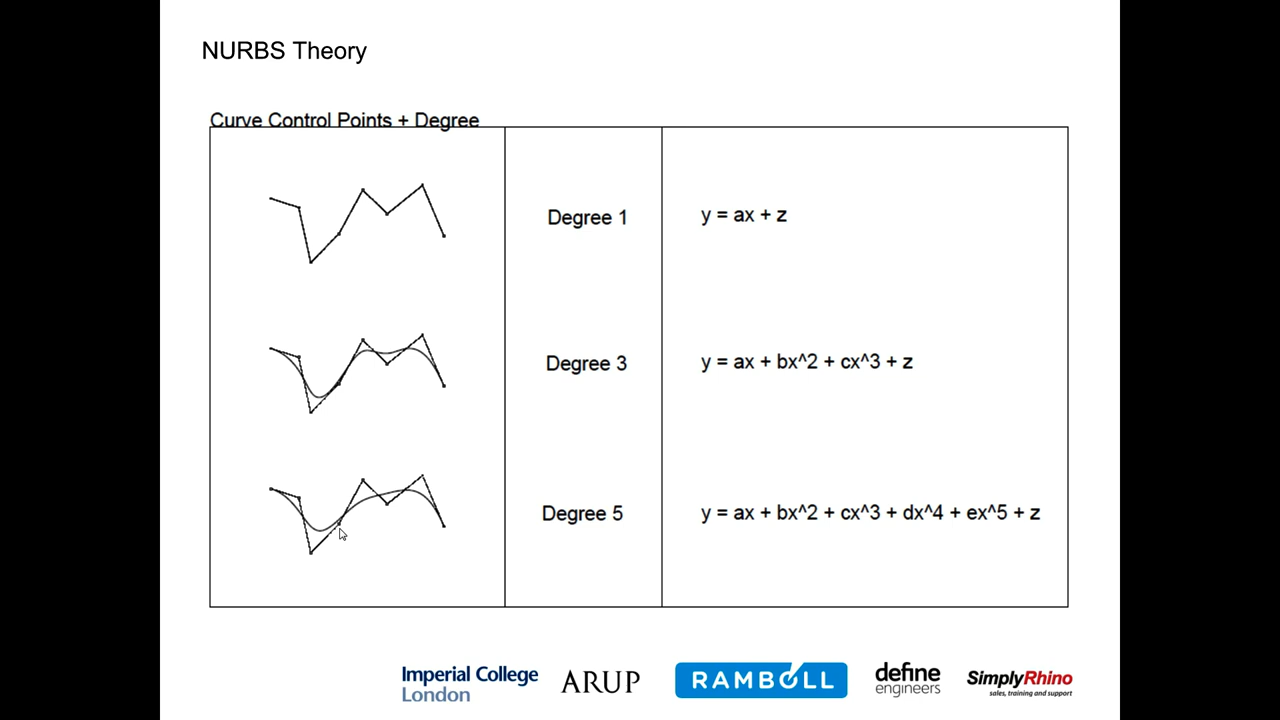 NURBS Theory
Curve Control Points + Degree
Degree 1
y = ax + z
Degree 3
y = ax + bx^2 + cx^3 + z
Degree 5
y = ax + bx^2 + cx^3 + dx^4 + ex^5 + z
Imperial College
London
ARUP
RAMBOLL
define
engineers
SimplyRhino
sales, training and support